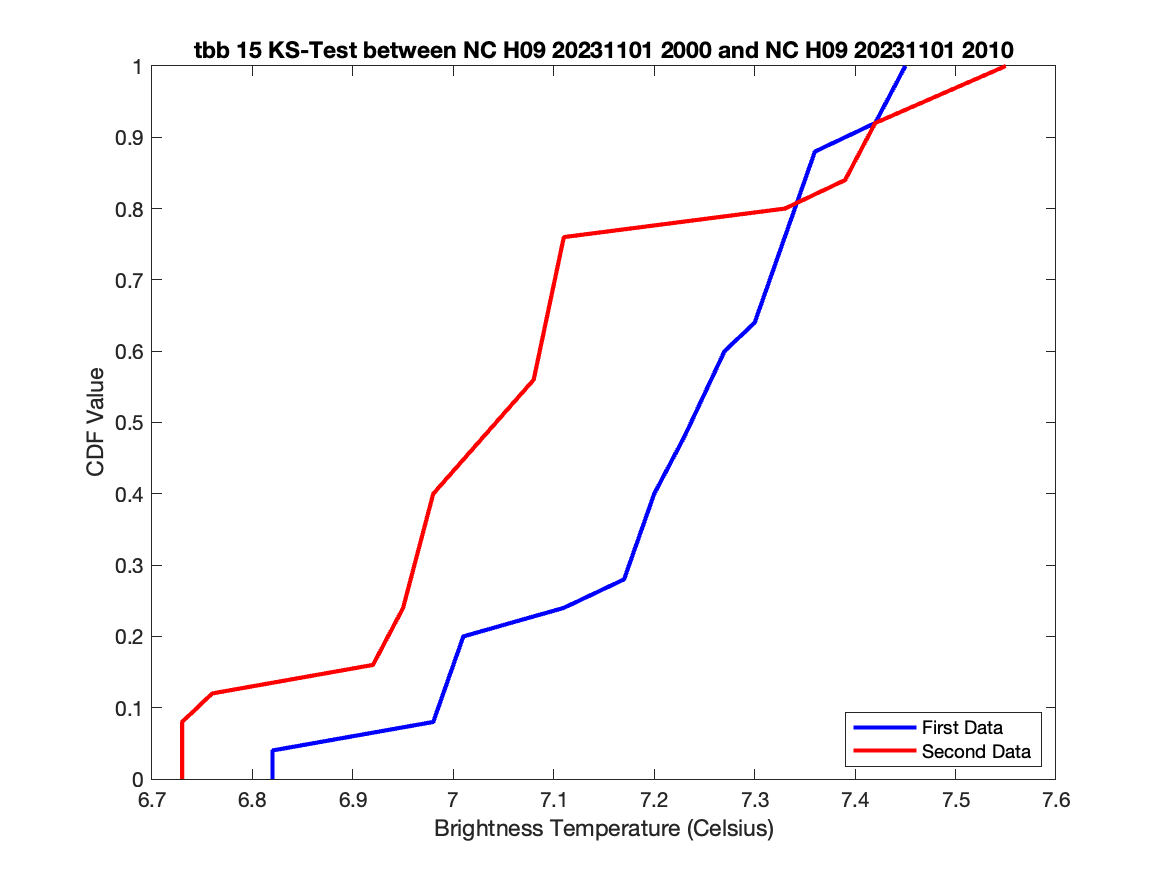 tbb 15 KS-Test between NC H09 20231101 2000 and NC H09 20231101 2010
1
0.9
0.8
0.7
0.6
0.5
0.4
0.3
0.2
0.1
0
CDF Value
First Data
Second Data
6.7 6.8 6.9 7 7.1 7.2 7.3 7.4 7.5 7.6
Brightness Temperature (Celsius)